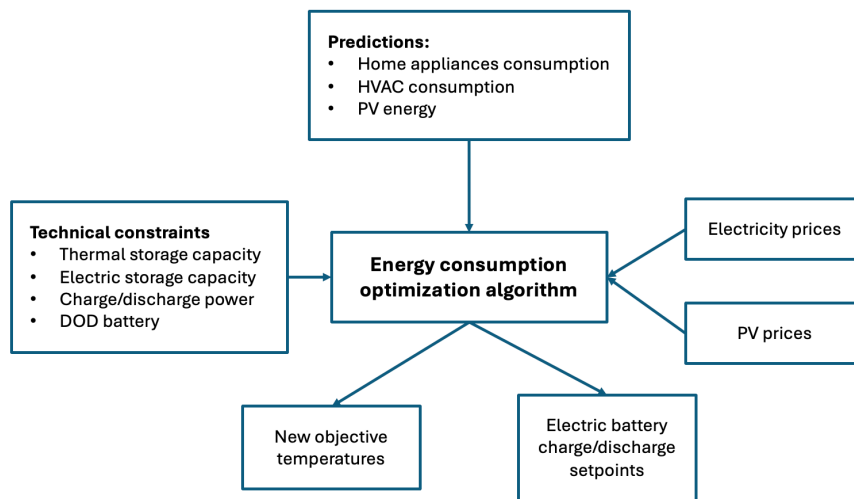 Predictions:
• Home appliances consumption
• HVAC consumption
• PV energy
Technical constraints
• Thermal storage capacity
• Electric storage capacity
• Charge/discharge power
• DOD battery
Energy consumption
optimization algorithm
Electricity prices
PV prices
New objective
temperatures
Electric battery
charge/discharge
setpoints